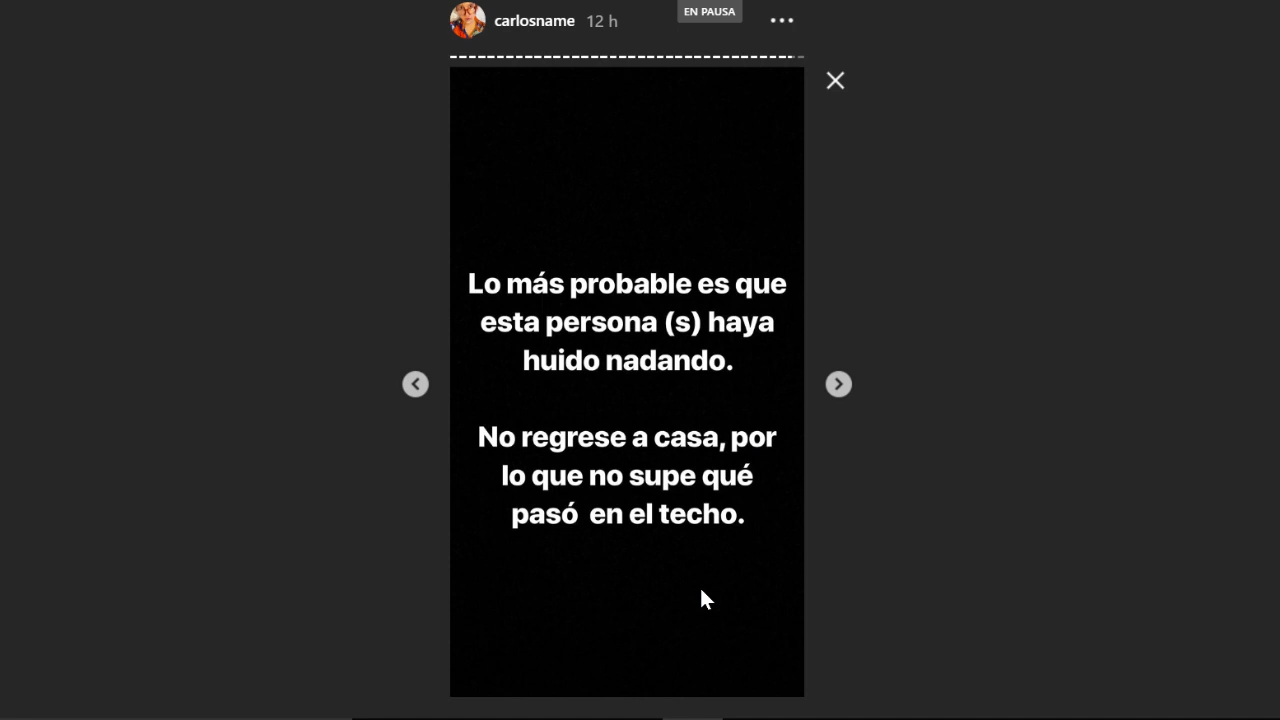 carlosname 12 h
EN PAUSA
Lo más probable es que
esta persona (s) haya
huido nadando.
No regrese a casa, por
lo que no supe qué
pasó  en el techo.